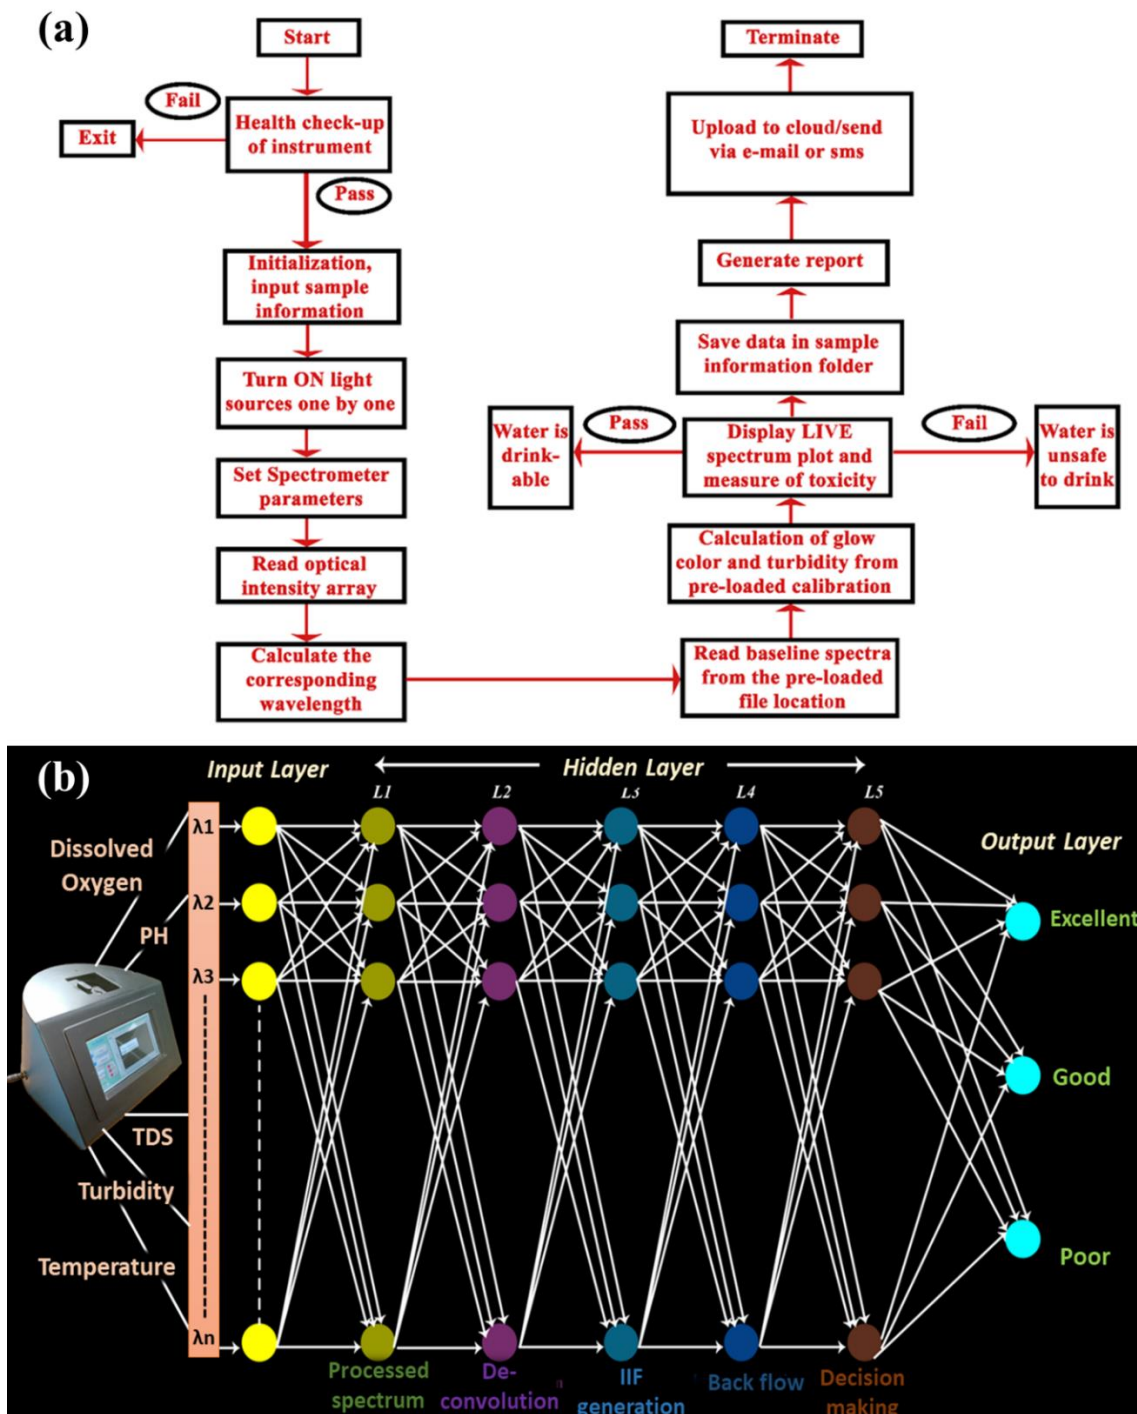 (a)
Start
Fail
Exit
Health check-up
of instrument
Pass
Initialization,
input sample
information
Turn ON light
sources one by one
Set Spectrometer
parameters
Read optical
intensity array
Calculate the
corresponding
wavelength
Terminate
Upload to cloud/send
via e-mail or sms
Generate report
Save data in sample
information folder
Water is
drink-
able
Pass
Display LIVE
spectrum plot and
measure of toxicity
Fail
Water is
unsafe
to drink
Calculation of glow
color and turbidity from
pre-loaded calibration
Read baseline spectra
from the pre-loaded
file location
(b)
Input Layer
Hidden Layer
L1
L2
L3
L4
L5
Output Layer
Dissolved
Oxygen
PH
TDS
Turbidity
Temperature
λ1
λ2
λ3
λn
Excellent
Good
Poor
Processed
spectrum
De-
convolution
IIF
generation
Back flow
Decision
making